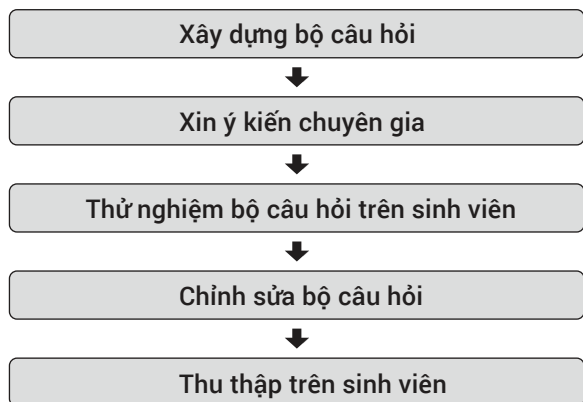 Xây dựng bộ câu hỏi
Xin ý kiến chuyên gia
Thử nghiệm bộ câu hỏi trên sinh viên
Chỉnh sửa bộ câu hỏi
Thu thập trên sinh viên